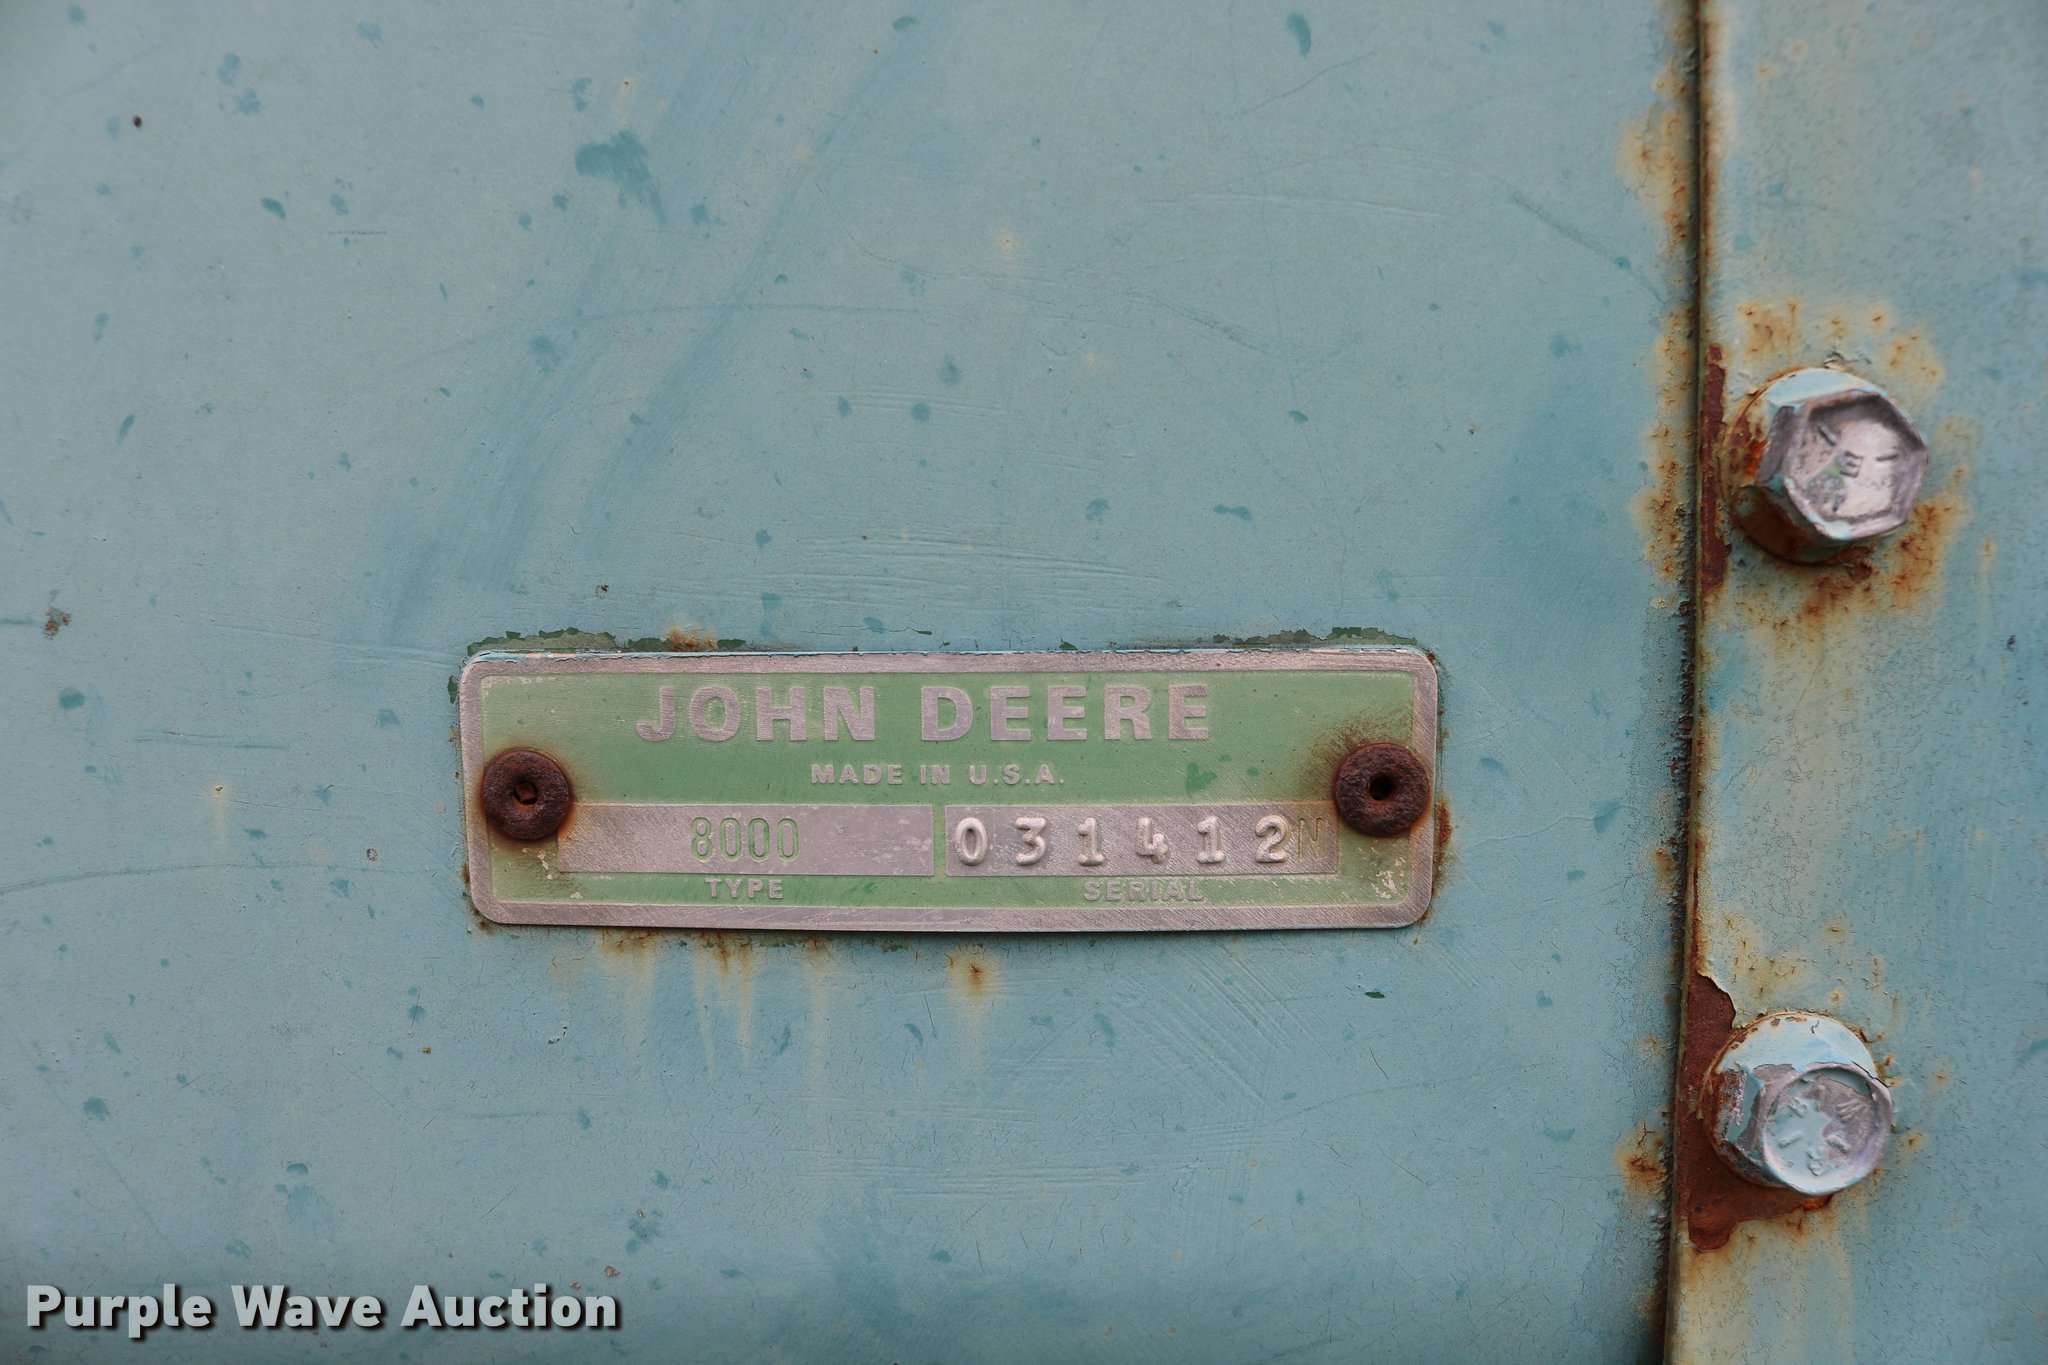 JOHN DEERE
MADE IN U.S.A.
8000 031412N
TYPE SERIAL
Purple Wave Auction